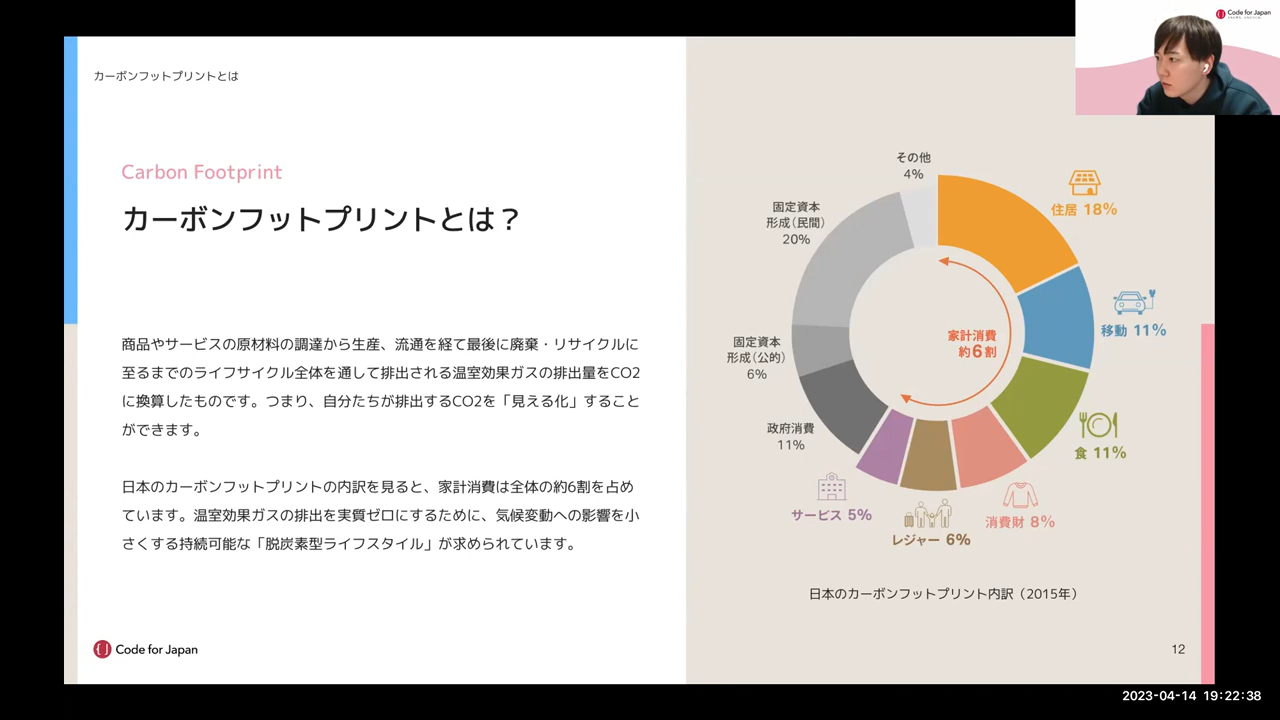 Code for Japan
カーボンフットプリントとは
Carbon Footprint
カーボンフットプリントとは？
商品やサービスの原材料の調達から生産、流通を経て最後に廃棄・リサイクルに
至るまでのライフサイクル全体を通して排出される温室効果ガスの排出量をCO2
に換算したものです。つまり、自分たちが排出するCO2を「見える化」すること
ができます。
日本のカーボンフットプリントの内訳を見ると、家計消費は全体の約6割を占め
ています。温室効果ガスの排出を実質ゼロにするために、気候変動への影響を小
さくする持続可能な「脱炭素型ライフスタイル」が求められています。
その他
4%
住居 18%
固定資本
形成（民間）
20%
移動 11%
家計消費
約6割
固定資本
形成（公的）
6%
食 11%
政府消費
11%
サービス 5%
消費財 8%
レジャー 6%
日本のカーボンフットプリント内訳（2015年）
Code for Japan
12
2023-04-14 19:22:38